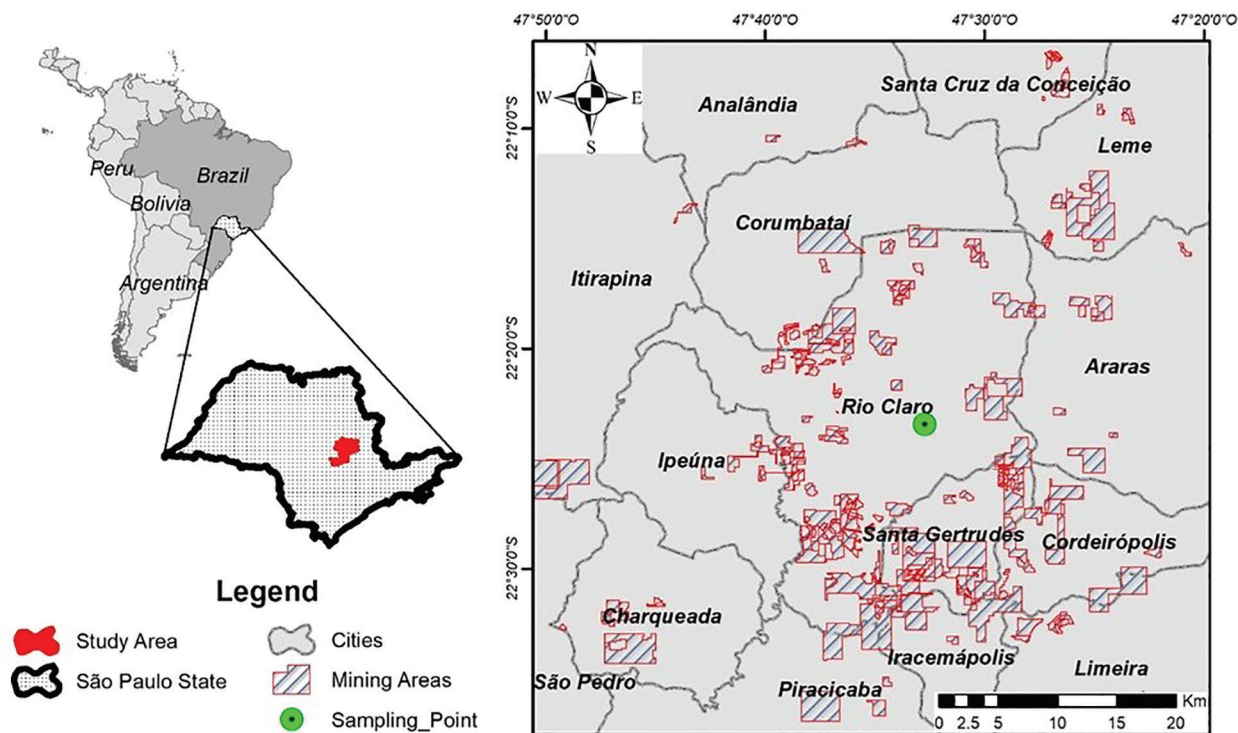 47°50'0"O
47°40'0"O
47°30'0"O
47°20'0"O
N
W
E
S
22°10'0"S
22°20'0"S
22°30'0"S
Peru
Brazil
Bolivia
Argentina
Analândia
Santa Cruz da Conceição
Leme
Corumbataí
Itirapina
Araras
Rio Claro
Ipeúna
Santa Gertrudes
Cordeirópolis
Charqueada
Iracemápolis
Limeira
São Pedro
Piracicaba
Km
0 2.5 5 10 15 20
Legend
Study Area
Cities
São Paulo State
Mining Areas
Sampling_Point